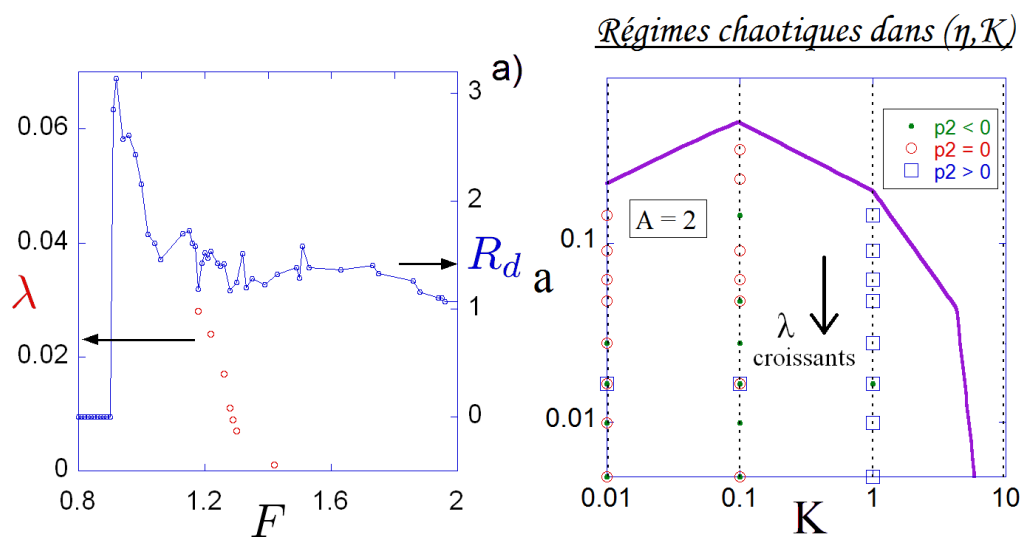 Régimes chaotiques dans (η,K)
a)
0.06
0.04
λ
0.02
0
3
2
R_d
1
0
0.8
1.2
1.6
2
F
p2 < 0
p2 = 0
p2 > 0
A = 2
0.1
a
λ
croissants
0.01
0.01
0.1
1
10
K